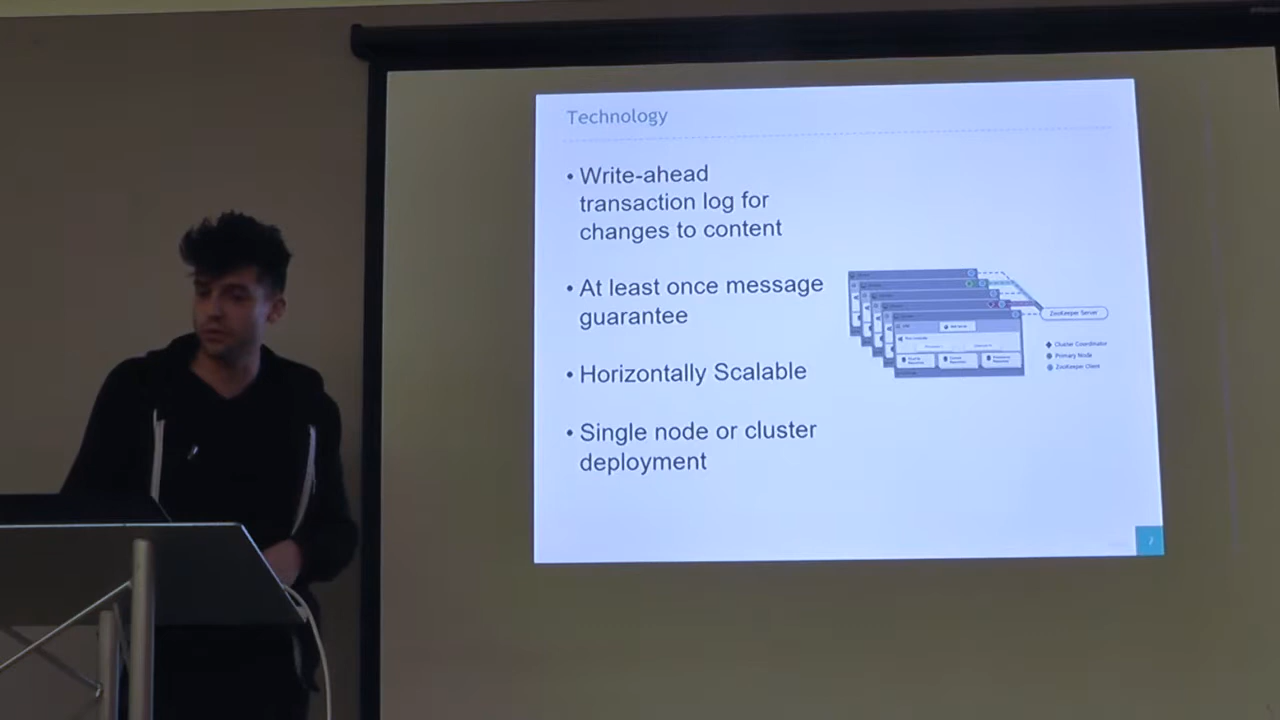 Technology
• Write-ahead
transaction log for
changes to content
• At least once message
guarantee
• Horizontally Scalable
• Single node or cluster
deployment
ZooKeeper Server
Cluster Coordinator
Primary Node
ZooKeeper Client
7